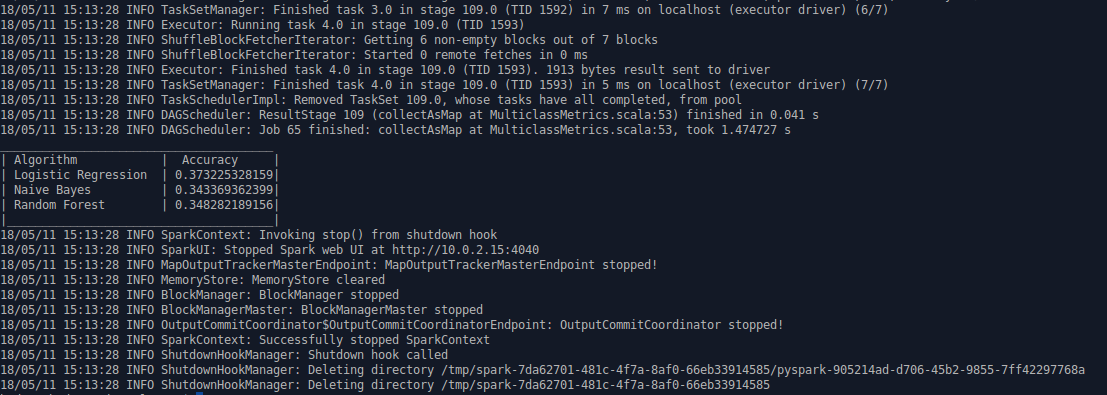 18/05/11 15:13:28 INFO TaskSetManager: Finished task 3.0 in stage 109.0 (TID 1592) in 7 ms on localhost (executor driver) (6/7)
18/05/11 15:13:28 INFO Executor: Running task 4.0 in stage 109.0 (TID 1593)
18/05/11 15:13:28 INFO ShuffleBlockFetcherIterator: Getting 6 non-empty blocks out of 7 blocks
18/05/11 15:13:28 INFO ShuffleBlockFetcherIterator: Started 0 remote fetches in 0 ms
18/05/11 15:13:28 INFO Executor: Finished task 4.0 in stage 109.0 (TID 1593). 1913 bytes result sent to driver
18/05/11 15:13:28 INFO TaskSetManager: Finished task 4.0 in stage 109.0 (TID 1593) in 5 ms on localhost (executor driver) (7/7)
18/05/11 15:13:28 INFO TaskSchedulerImpl: Removed TaskSet 109.0, whose tasks have all completed, from pool
18/05/11 15:13:28 INFO DAGScheduler: ResultStage 109 (collectAsMap at MulticlassMetrics.scala:53) finished in 0.041 s
18/05/11 15:13:28 INFO DAGScheduler: Job 65 finished: collectAsMap at MulticlassMetrics.scala:53, took 1.474727 s
______________________________________
| Algorithm            |  Accuracy     |
| Logistic Regression  | 0.373225328159|
| Naive Bayes          | 0.343369362399|
| Random Forest        | 0.348282189156|
|______________________________________|
18/05/11 15:13:28 INFO SparkContext: Invoking stop() from shutdown hook
18/05/11 15:13:28 INFO SparkUI: Stopped Spark web UI at http://10.0.2.15:4040
18/05/11 15:13:28 INFO MapOutputTrackerMasterEndpoint: MapOutputTrackerMasterEndpoint stopped!
18/05/11 15:13:28 INFO MemoryStore: MemoryStore cleared
18/05/11 15:13:28 INFO BlockManager: BlockManager stopped
18/05/11 15:13:28 INFO BlockManagerMaster: BlockManagerMaster stopped
18/05/11 15:13:28 INFO OutputCommitCoordinator$OutputCommitCoordinatorEndpoint: OutputCommitCoordinator stopped!
18/05/11 15:13:28 INFO SparkContext: Successfully stopped SparkContext
18/05/11 15:13:28 INFO ShutdownHookManager: Shutdown hook called
18/05/11 15:13:28 INFO ShutdownHookManager: Deleting directory /tmp/spark-7da62701-481c-4f7a-8af0-66eb33914585/pyspark-905214ad-d706-45b2-9855-7ff42297768a
18/05/11 15:13:28 INFO ShutdownHookManager: Deleting directory /tmp/spark-7da62701-481c-4f7a-8af0-66eb33914585